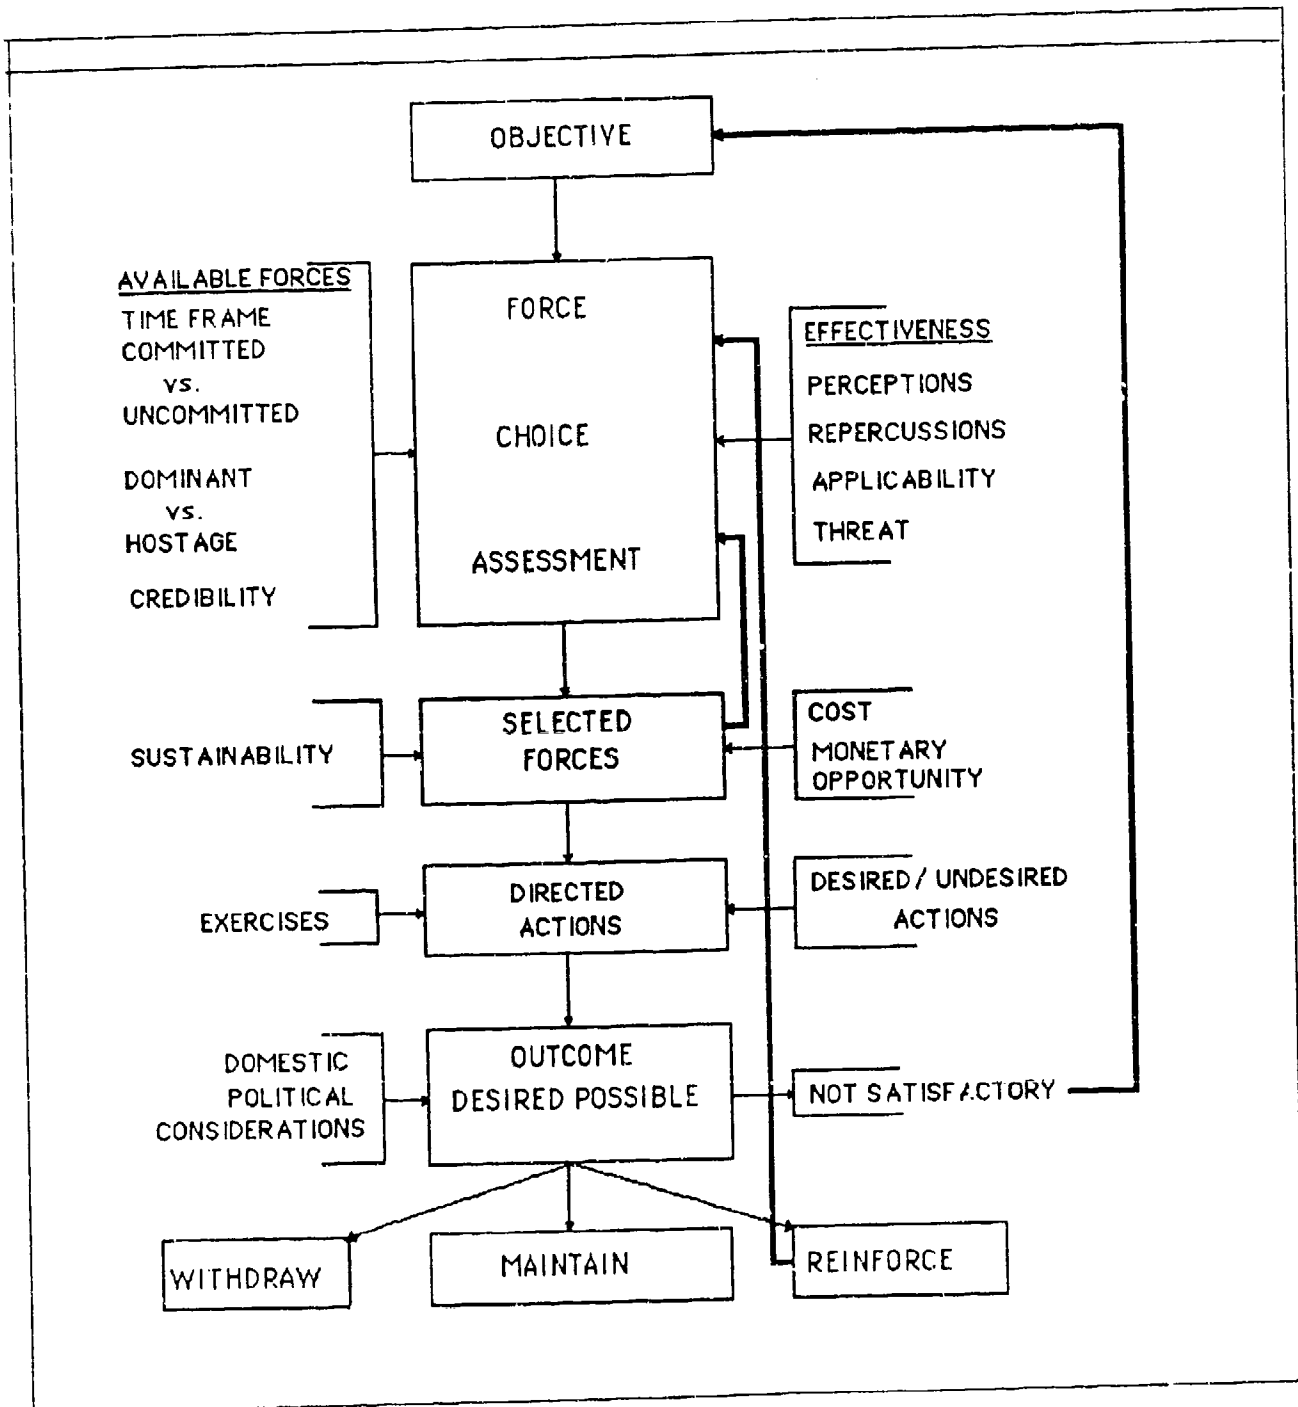 OBJECTIVE
AVAILABLE FORCES
TIME FRAME
COMMITTED
vs.
UNCOMMITTED
DOMINANT
vs.
HOSTAGE
CREDIBILITY
FORCE
CHOICE
ASSESSMENT
EFFECTIVENESS
PERCEPTIONS
REPERCUSSIONS
APPLICABILITY
THREAT
SUSTAINABILITY
SELECTED
FORCES
COST
MONETARY
OPPORTUNITY
EXERCISES
DIRECTED
ACTIONS
DESIRED / UNDESIRED
ACTIONS
DOMESTIC
POLITICAL
CONSIDERATIONS
OUTCOME
DESIRED POSSIBLE
NOT SATISFACTORY
WITHDRAW
MAINTAIN
REINFORCE